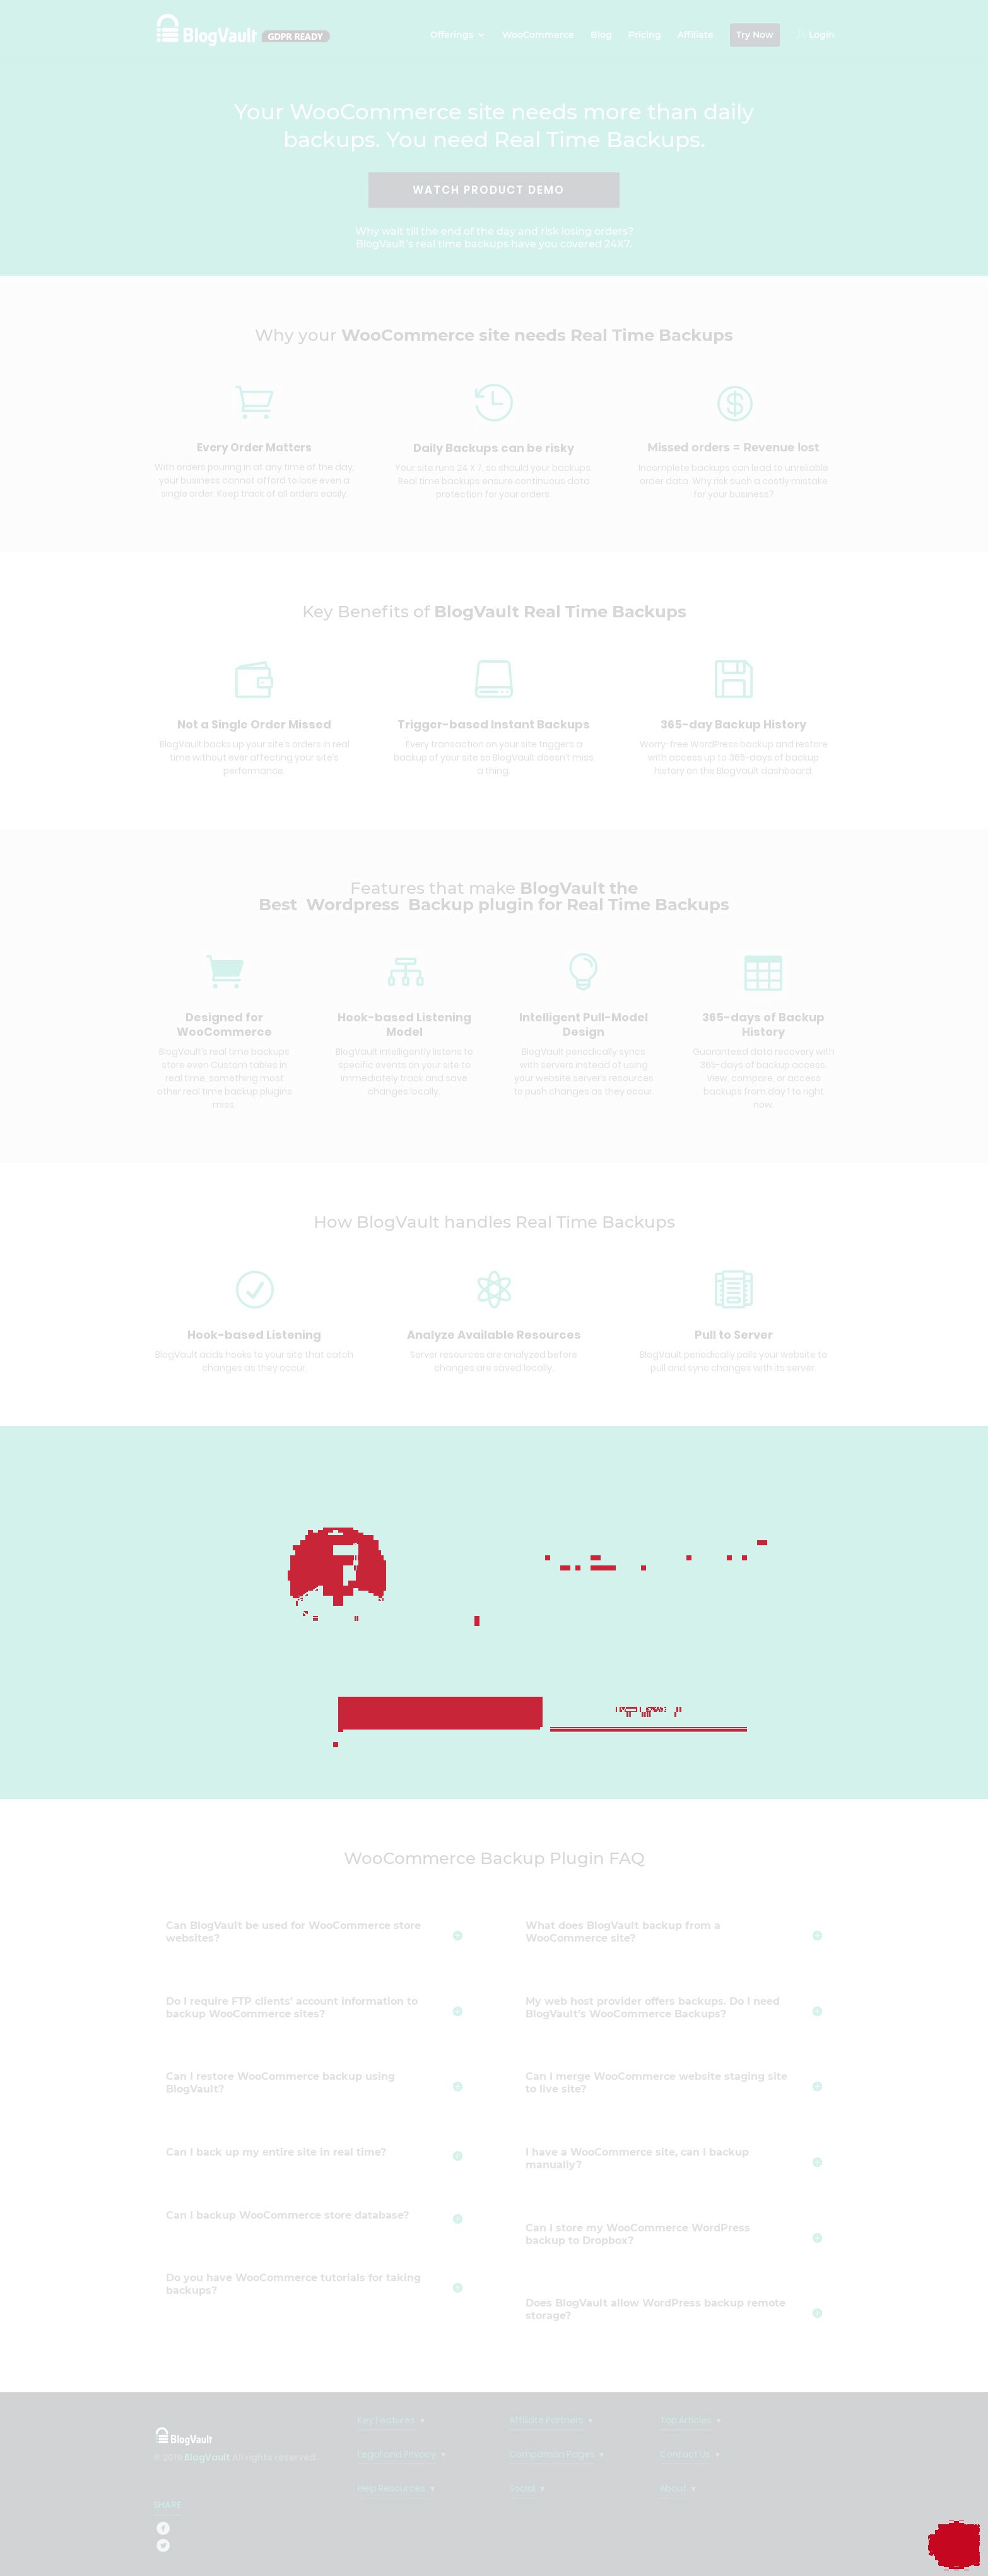 BlogVault GDPR READY
Offerings WooCommerce Blog Pricing Affiliate Try Now Login
Your WooCommerce site needs more than daily
backups. You need Real Time Backups.
WATCH PRODUCT DEMO
Why wait till the end of the day and risk losing orders?
BlogVault's real time backups have you covered 24X7.
Why your WooCommerce site needs Real Time Backups
Every Order Matters
With orders pouring in at any time of the day,
your business cannot afford to lose even a
single order. Keep track of all orders easily.
Daily Backups can be risky
Your site runs 24 X 7, so should your backups.
Real time backups ensure continuous data
protection for your orders.
Missed orders = Revenue lost
Incomplete backups can lead to unreliable
order data. Why risk such a costly mistake
for your business?
Key Benefits of BlogVault Real Time Backups
Not a Single Order Missed
BlogVault backs up your site's orders in real
time without ever affecting your site's
performance.
Trigger-based Instant Backups
Every transaction on your site triggers a
backup of your site so BlogVault doesn't miss
a thing.
365-day Backup History
Worry-free WordPress backup and restore
with access up to 365-days of backup
history on the BlogVault dashboard.
Features that make BlogVault the
Best Wordpress Backup plugin for Real Time Backups
Designed for
WooCommerce
BlogVault's real time backups
store even Custom tables in
real time, something most
other real time backup plugins
miss.
Hook-based Listening
Model
BlogVault intelligently listens to
specific events on your site to
immediately track and save
changes locally.
Intelligent Pull-Model
Design
BlogVault periodically syncs
with servers instead of using
your website server's resources
to push changes as they occur.
365-days of Backup
History
Guaranteed data recovery with
365-days of backup access.
View, compare, or access
backups from day 1 to right
now.
How BlogVault handles Real Time Backups
Hook-based Listening
BlogVault adds hooks to your site that catch
changes as they occur.
Analyze Available Resources
Server resources are analyzed before
changes are saved locally.
Pull to Server
BlogVault periodically polls your website to
pull and sync changes with its server.
WooCommerce Backup Plugin FAQ
Can BlogVault be used for WooCommerce store
websites?
Do I require FTP clients' account information to
backup WooCommerce sites?
Can I restore WooCommerce backup using
BlogVault?
Can I back up my entire site in real time?
Can I backup WooCommerce store database?
Do you have WooCommerce tutorials for taking
backups?
What does BlogVault backup from a
WooCommerce site?
My web host provider offers backups. Do I need
BlogVault's WooCommerce Backups?
Can I merge WooCommerce website staging site
to live site?
I have a WooCommerce site, can I backup
manually?
Can I store my WooCommerce WordPress
backup to Dropbox?
Does BlogVault allow WordPress backup remote
storage?
BlogVault
© 2019 BlogVault All rights reserved.
SHARE
Key Features
Legal and Privacy
Help Resources
Affiliate Partners
Comparison Pages
Social
Top Articles
Contact Us
About